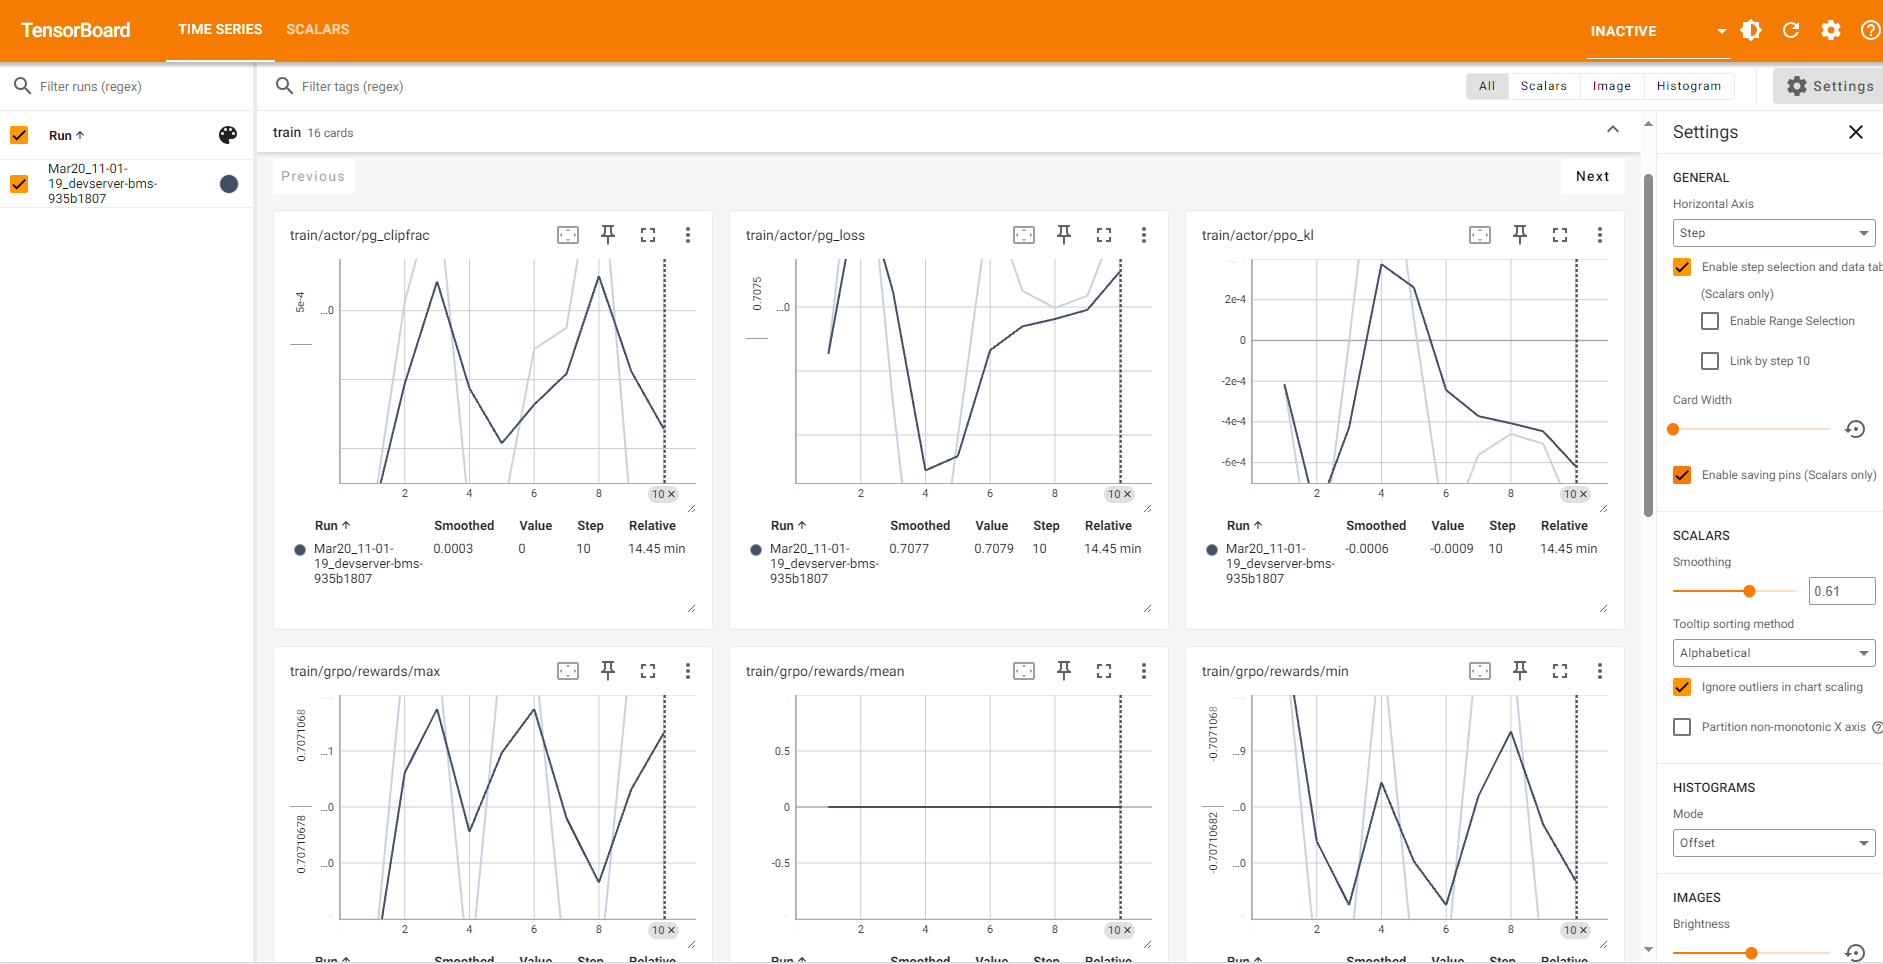 TensorBoard
TIME SERIES
SCALARS
INACTIVE
Filter runs (regex)
Filter tags (regex)
All
Scalars
Image
Histogram
Settings
Run
Mar20_11-01-
19_devserver-bms-
935b1807
train 16 cards
Previous
Next
train/actor/pg_clipfrac
5e-4
...0
2 4 6 8 10
Run Smoothed Value Step Relative
Mar20_11-01- 0.0003 0 10 14.45 min
19_devserver-bms-
935b1807
train/actor/pg_loss
0.7075
...0
2 4 6 8 10
Run Smoothed Value Step Relative
Mar20_11-01- 0.7077 0.7079 10 14.45 min
19_devserver-bms-
935b1807
train/actor/ppo_kl
2e-4
0
-2e-4
-4e-4
-6e-4
2 4 6 8 10
Run Smoothed Value Step Relative
Mar20_11-01- -0.0006 -0.0009 10 14.45 min
19_devserver-bms-
935b1807
train/grpo/rewards/max
0.7071068
0.70710678
...1
...0
...0
2 4 6 8 10
Run Smoothed Value Step Relative
train/grpo/rewards/mean
0.5
0
-0.5
2 4 6 8 10
Run Smoothed Value Step Relative
train/grpo/rewards/min
-0.7071068
-0.70710682
...9
...0
...0
2 4 6 8 10
Run Smoothed Value Step Relative
Settings
GENERAL
Horizontal Axis
Step
Enable step selection and data tab
(Scalars only)
Enable Range Selection
Link by step 10
Card Width
Enable saving pins (Scalars only)
SCALARS
Smoothing
0.61
Tooltip sorting method
Alphabetical
Ignore outliers in chart scaling
Partition non-monotonic X axis
HISTOGRAMS
Mode
Offset
IMAGES
Brightness